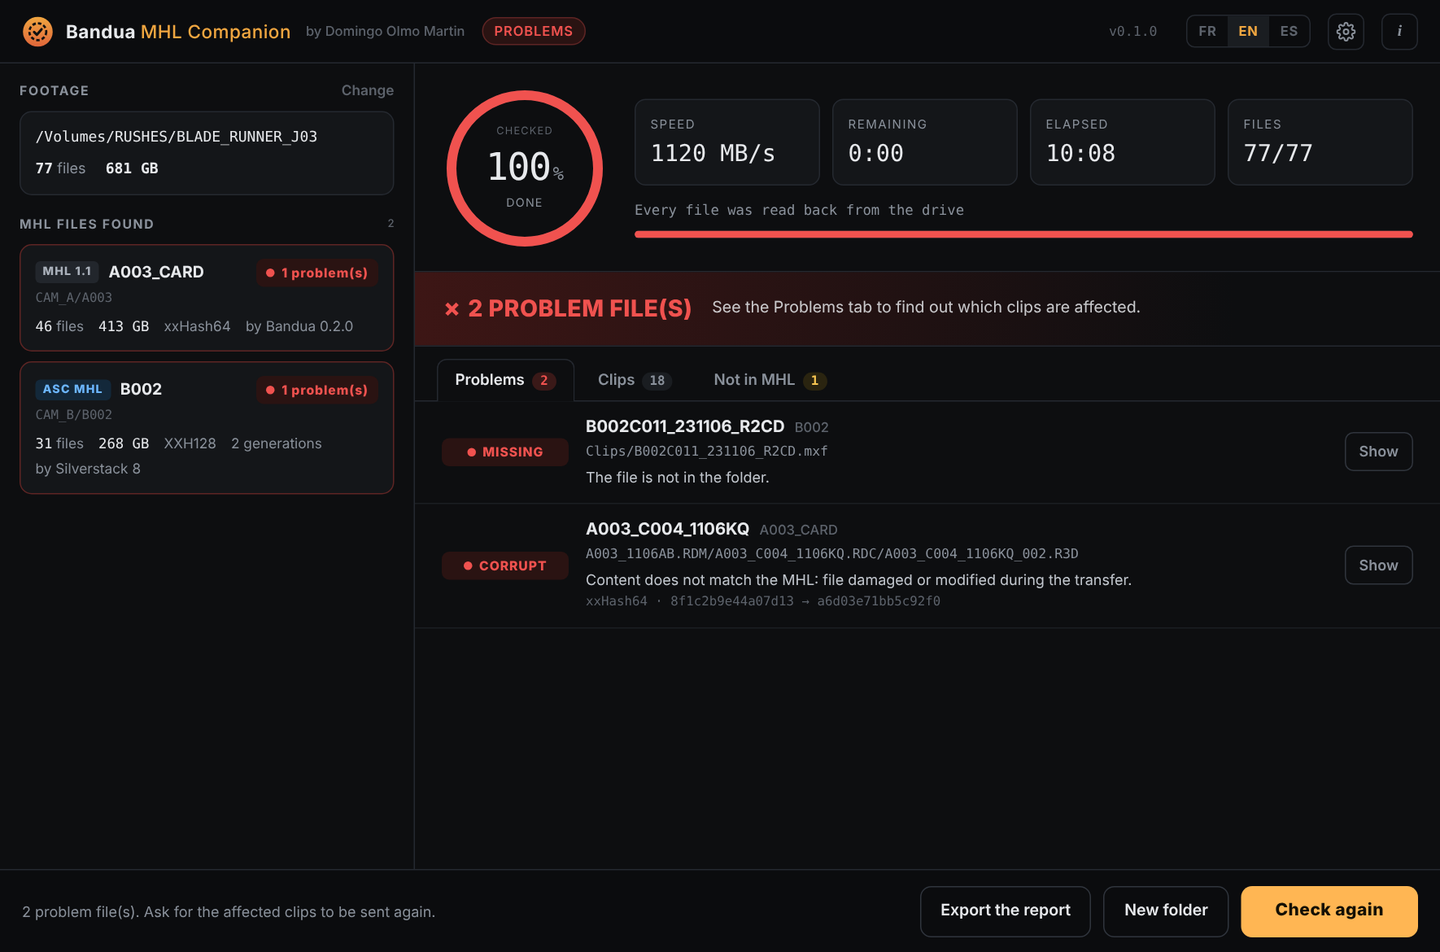 Bandua MHL Companion by Domingo Olmo Martin PROBLEMS v0.1.0 FR EN ES i
FOOTAGE Change
/Volumes/RUSHES/BLADE_RUNNER_J03
77 files 681 GB
MHL FILES FOUND 2
MHL 1.1 A003_CARD 1 problem(s)
CAM_A/A003
46 files 413 GB xxHash64 by Bandua 0.2.0
ASC MHL B002 1 problem(s)
CAM_B/B002
31 files 268 GB XXH128 2 generations
by Silverstack 8
CHECKED
100%
DONE
SPEED
1120 MB/s
REMAINING
0:00
ELAPSED
10:08
FILES
77/77
Every file was read back from the drive
× 2 PROBLEM FILE(S) See the Problems tab to find out which clips are affected.
Problems 2 Clips 18 Not in MHL 1
MISSING
B002C011_231106_R2CD B002
Clips/B002C011_231106_R2CD.mxf
The file is not in the folder.
Show
CORRUPT
A003_C004_1106KQ A003_CARD
A003_1106AB.RDM/A003_C004_1106KQ.RDC/A003_C004_1106KQ_002.R3D
Content does not match the MHL: file damaged or modified during the transfer.
xxHash64 · 8f1c2b9e44a07d13 → a6d03e71bb5c92f0
Show
2 problem file(s). Ask for the affected clips to be sent again.
Export the report New folder Check again